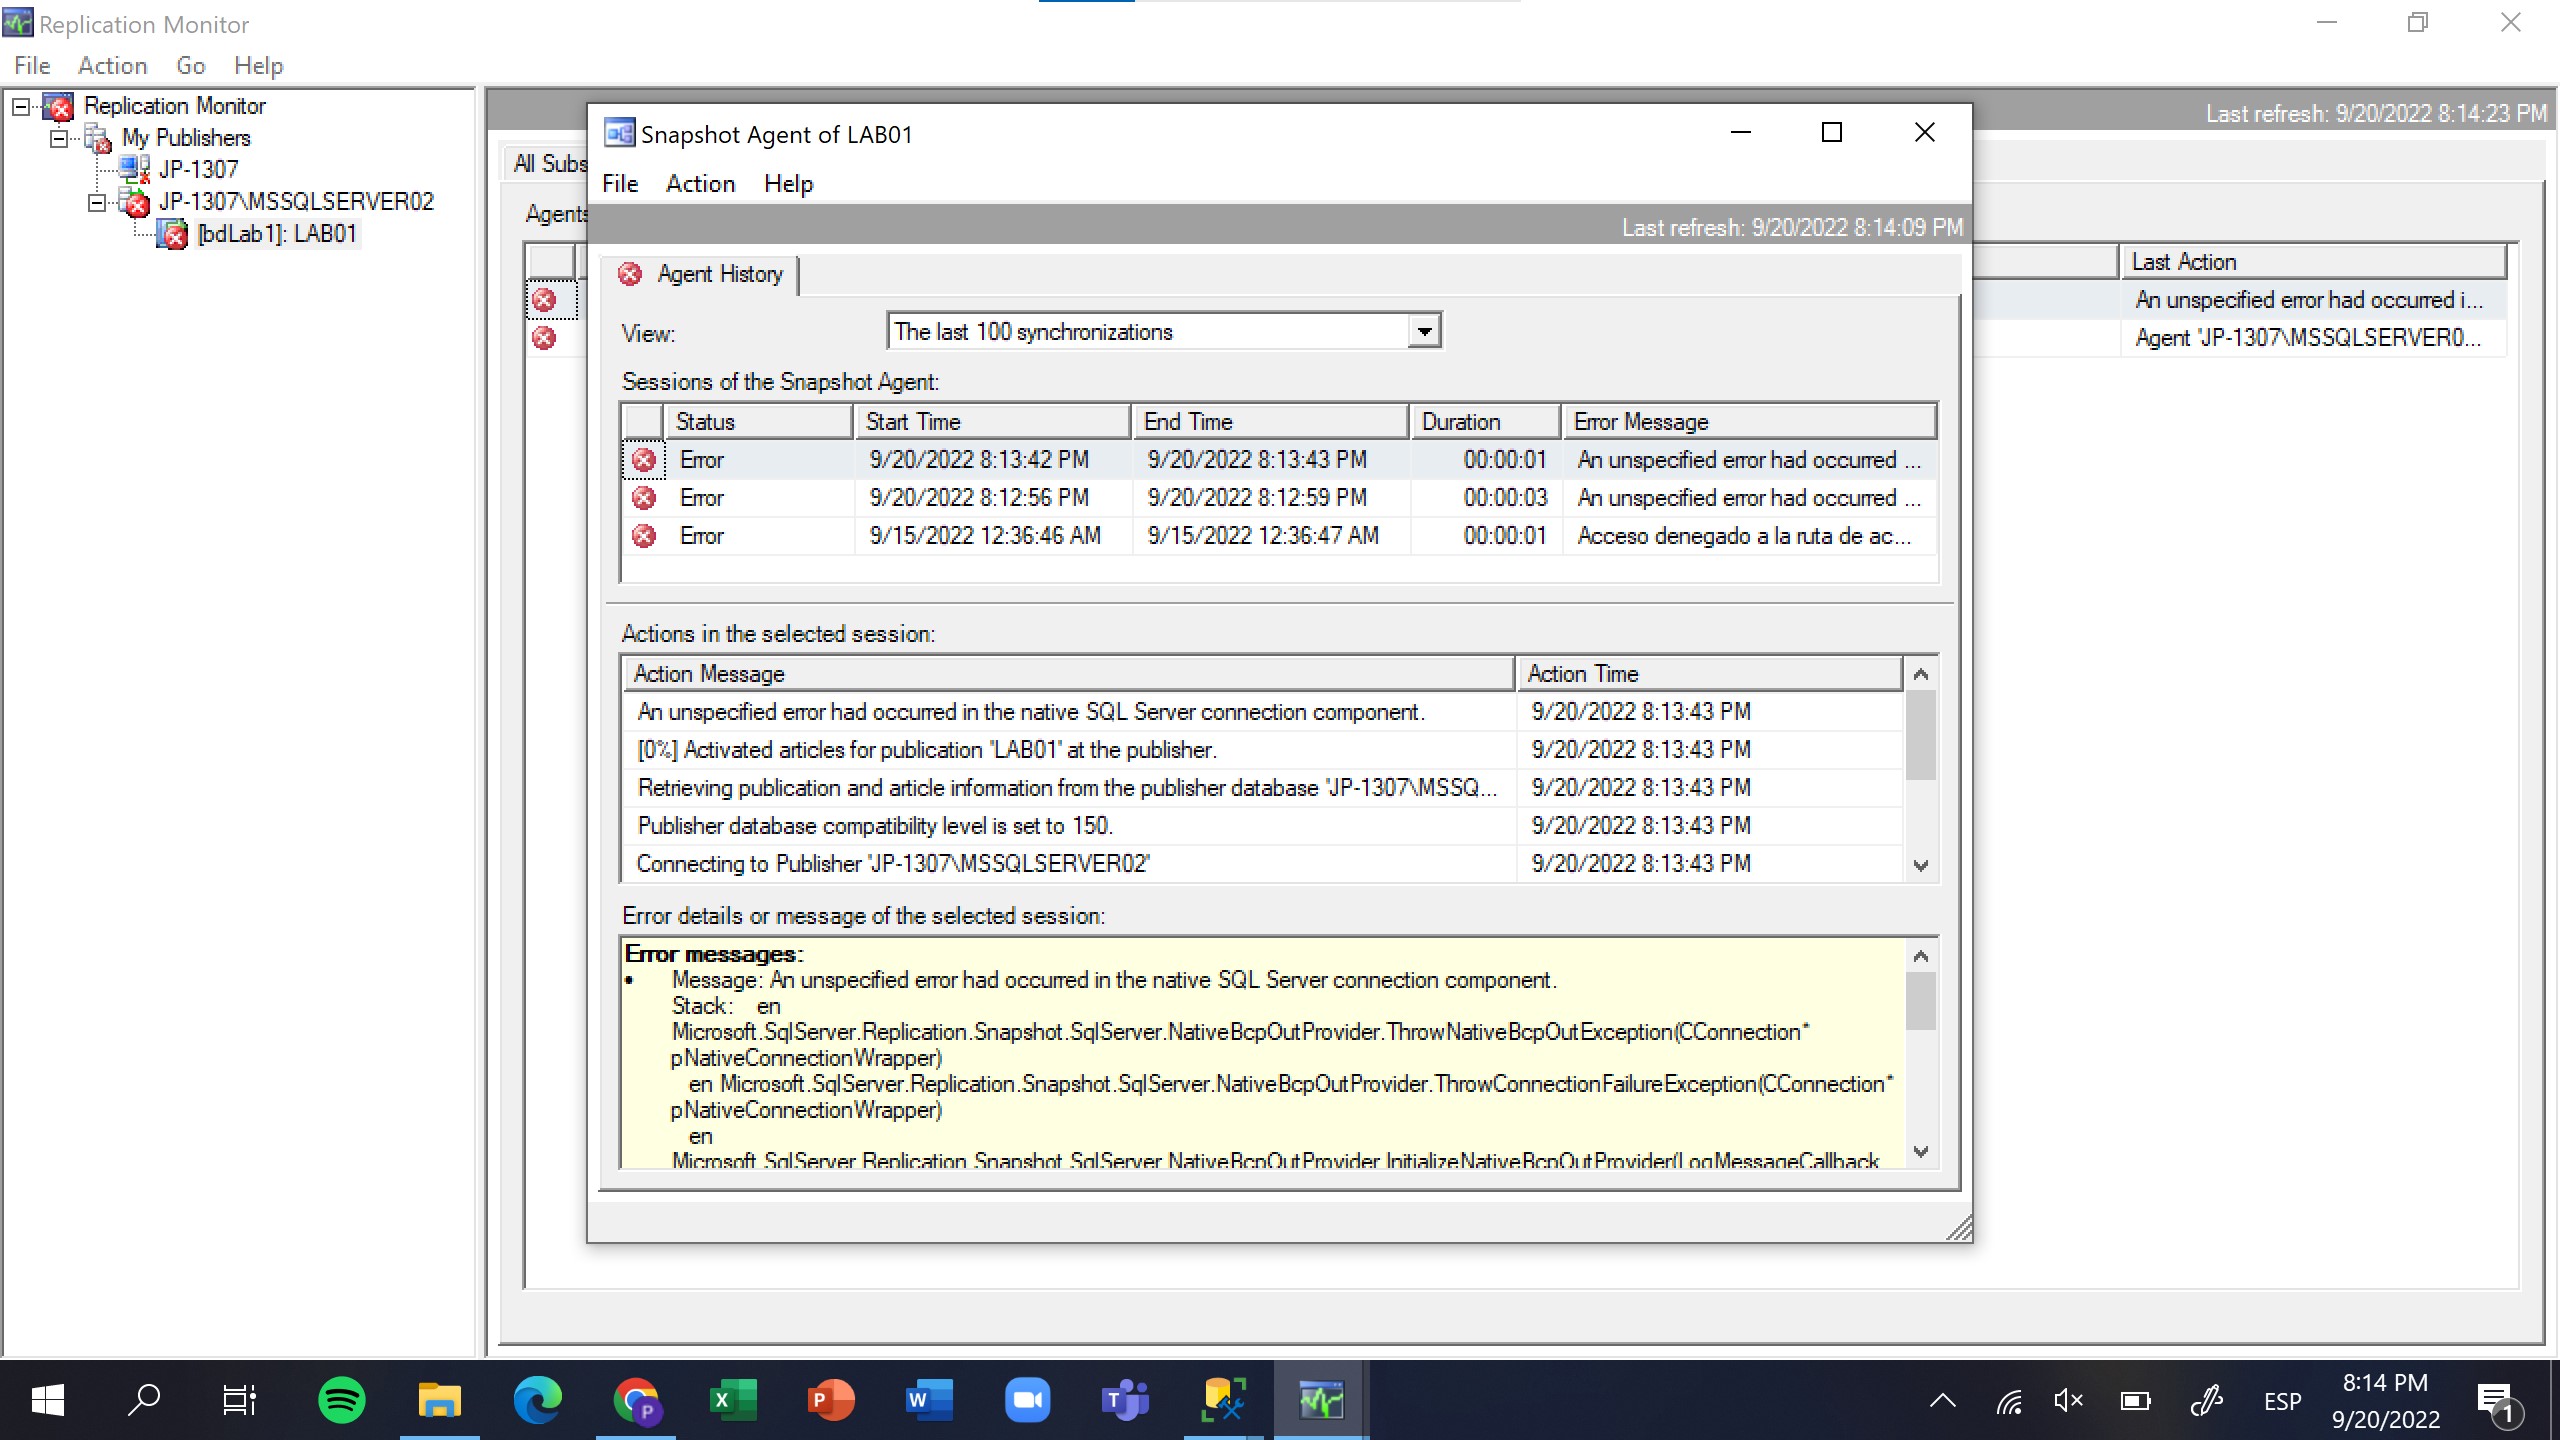 Replication Monitor
File Action Go Help
Replication Monitor
My Publishers
JP-1307
JP-1307\MSSQLSERVER02
[bdLab1]: LAB01
Last refresh: 9/20/2022 8:14:23 PM
All Subs
Agents
Last Action
An unspecified error had occurred i...
Agent 'JP-1307\MSSQLSERVER0...
Snapshot Agent of LAB01
File Action Help
Last refresh: 9/20/2022 8:14:09 PM
Agent History
View: The last 100 synchronizations
Sessions of the Snapshot Agent:
Status Start Time End Time Duration Error Message
Error 9/20/2022 8:13:42 PM 9/20/2022 8:13:43 PM 00:00:01 An unspecified error had occurred ...
Error 9/20/2022 8:12:56 PM 9/20/2022 8:12:59 PM 00:00:03 An unspecified error had occurred ...
Error 9/15/2022 12:36:46 AM 9/15/2022 12:36:47 AM 00:00:01 Acceso denegado a la ruta de ac...
Actions in the selected session:
Action Message Action Time
An unspecified error had occurred in the native SQL Server connection component. 9/20/2022 8:13:43 PM
[0%] Activated articles for publication 'LAB01' at the publisher. 9/20/2022 8:13:43 PM
Retrieving publication and article information from the publisher database 'JP-1307\MSSQ... 9/20/2022 8:13:43 PM
Publisher database compatibility level is set to 150. 9/20/2022 8:13:43 PM
Connecting to Publisher 'JP-1307\MSSQLSERVER02' 9/20/2022 8:13:43 PM
Error details or message of the selected session:
Error messages:
• Message: An unspecified error had occurred in the native SQL Server connection component.
Stack: en
Microsoft.SqlServer.Replication.Snapshot.SqlServer.NativeBcpOutProvider.ThrowNativeBcpOutException(CConnection*
pNativeConnectionWrapper)
en Microsoft.SqlServer.Replication.Snapshot.SqlServer.NativeBcpOutProvider.ThrowConnectionFailureException(CConnection*
pNativeConnectionWrapper)
en
Microsoft.SqlServer.Replication.Snapshot.SqlServer.NativeBcpOutProvider.InitializeNativeBcpOutProvider(LogMessageCallback
P
X
P
W
T
ESP
8:14 PM
9/20/2022
1